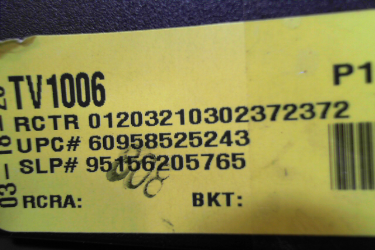 TV1006
P1
RCTR 01203210302372372
UPC# 60958525243
SLP# 95156205765
RCRA:
BKT: